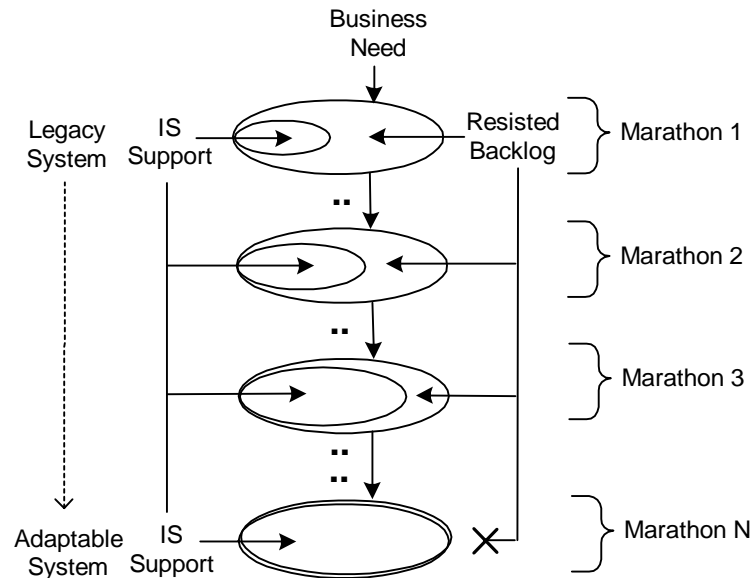 Business
Need
Legacy
System
IS
Support
Resisted
Backlog
Marathon 1
Marathon 2
Marathon 3
Adaptable
System
IS
Support
Marathon N